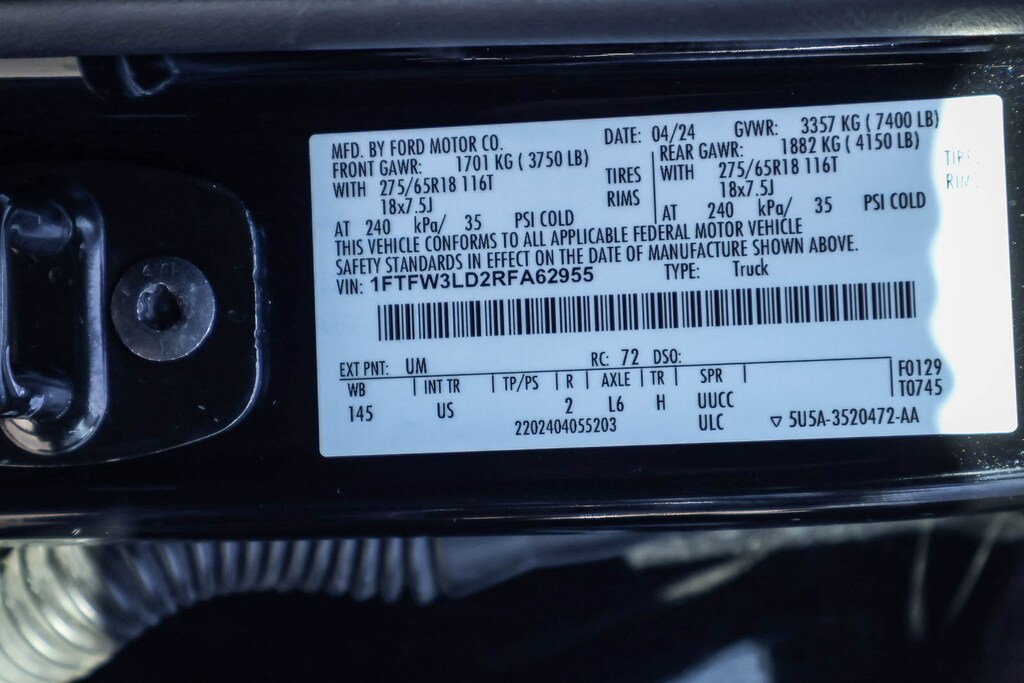 MFD. BY FORD MOTOR CO. DATE: 04/24 GVWR: 3357 KG ( 7400 LB)
FRONT GAWR: 1701 KG ( 3750 LB) REAR GAWR: 1882 KG ( 4150 LB)
WITH 275/65R18 116T TIRES WITH 275/65R18 116T TIRES
18x7.5J RIMS 18x7.5J RIMS
AT 240 kPa/ 35 PSI COLD AT 240 kPa/ 35 PSI COLD
THIS VEHICLE CONFORMS TO ALL APPLICABLE FEDERAL MOTOR VEHICLE
SAFETY STANDARDS IN EFFECT ON THE DATE OF MANUFACTURE SHOWN ABOVE.
VIN: 1FTFW3LD2RFA62955 TYPE: Truck
EXT PNT: UM RC: 72 DSO:
WB INT TR TP/PS R AXLE TR SPR F0129
145 US 2 L6 H UUCC T0745
2202404055203 ULC ▽ 5U5A-3520472-AA